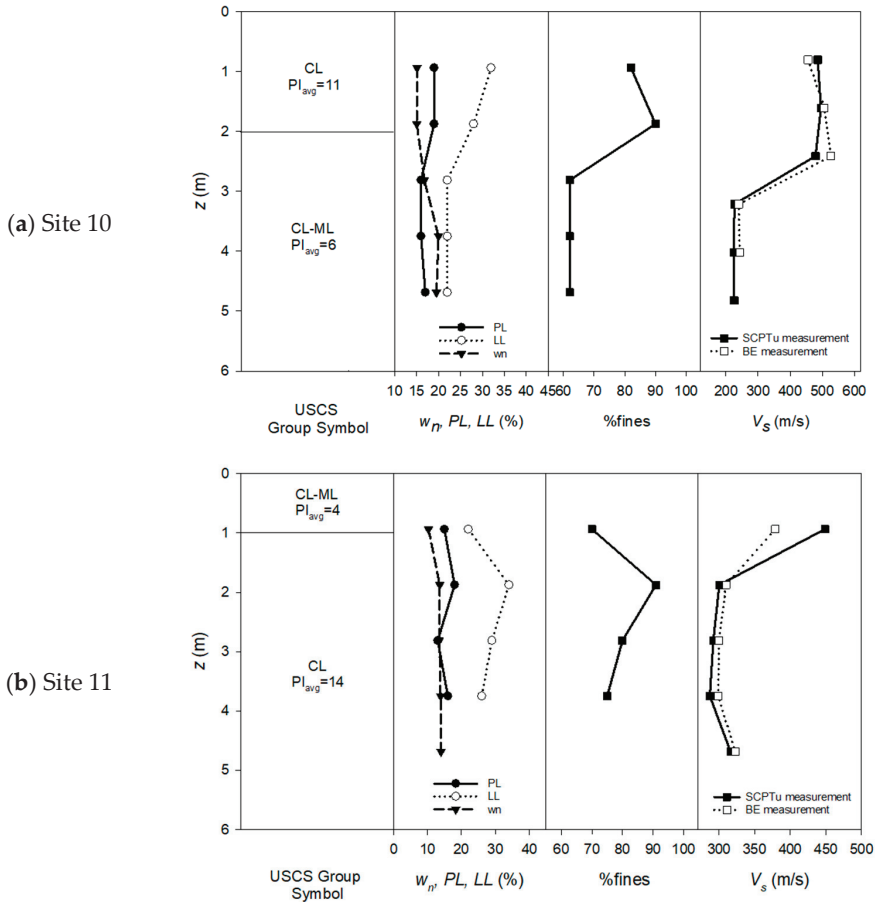 (a) Site 10
z (m)
0
1
2
3
4
5
6
CL
PIavg=11
CL-ML
PIavg=6
PL
LL
wn
SCPTu measurement
BE measurement
10 15 20 25 30 35 40 45
60 70 80 90 100
200 300 400 500 600
USCS
Group Symbol
wn, PL, LL (%)
%fines
Vs (m/s)
(b) Site 11
z (m)
0
1
2
3
4
5
6
CL-ML
PIavg=4
CL
PIavg=14
PL
LL
wn
SCPTu measurement
BE measurement
0 10 20 30 40
60 70 80 90 100
300 350 400 450 500
USCS Group
Symbol
wn, PL, LL (%)
%fines
Vs (m/s)